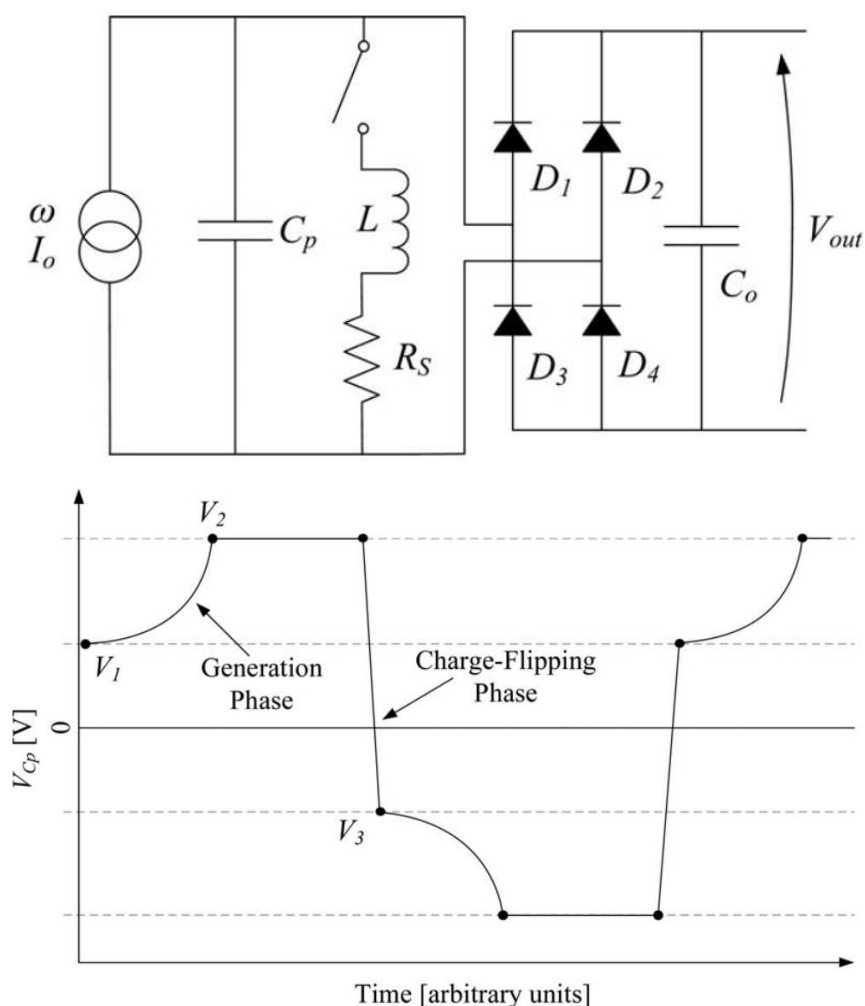 ω
I_o
C_p
L
R_S
D_1
D_2
D_3
D_4
C_o
V_out
V_2
V_1
Generation
Phase
Charge-Flipping
Phase
V_Cp [V]
0
V_3
Time [arbitrary units]